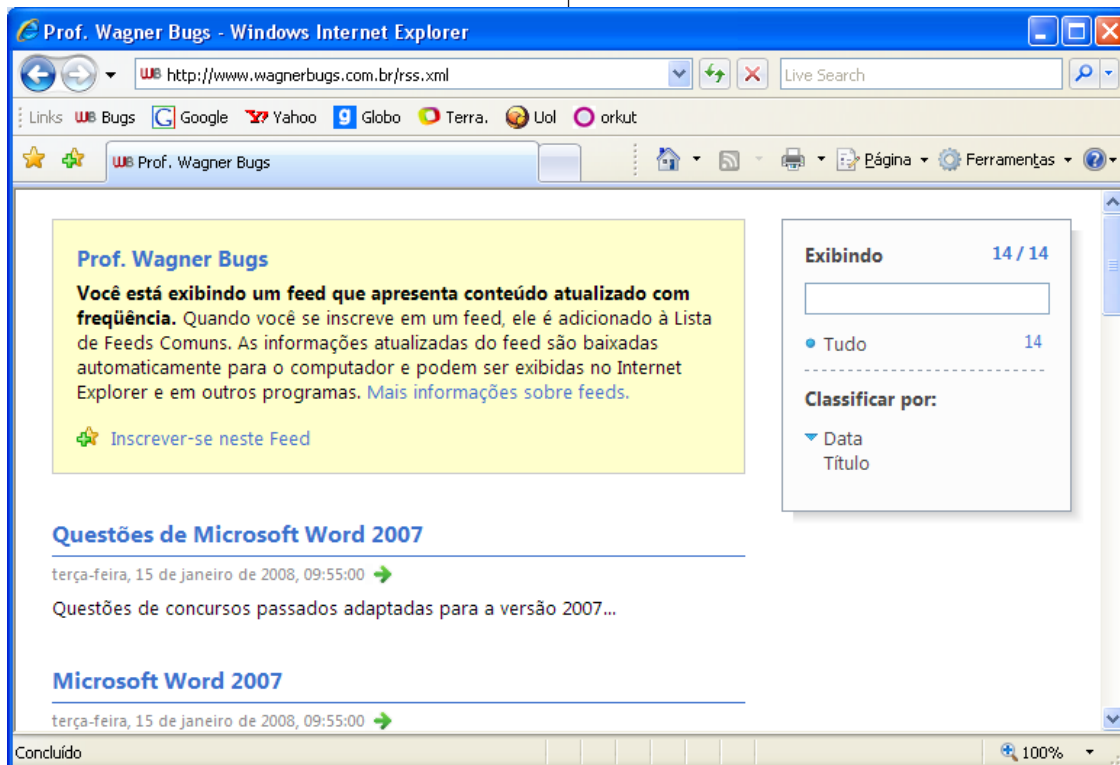 Prof. Wagner Bugs - Windows Internet Explorer
http://www.wagnerbugs.com.br/rss.xml
Live Search
Links WB Bugs Google Yahoo Globo Terra. Uol orkut
WB Prof. Wagner Bugs
Página
Ferramentas
Prof. Wagner Bugs
Você está exibindo um feed que apresenta conteúdo atualizado com
freqüência. Quando você se inscreve em um feed, ele é adicionado à Lista
de Feeds Comuns. As informações atualizadas do feed são baixadas
automaticamente para o computador e podem ser exibidas no Internet
Explorer e em outros programas. Mais informações sobre feeds.
Inscrever-se neste Feed
Exibindo 14 / 14
Tudo 14
Classificar por:
Data
Título
Questões de Microsoft Word 2007
terça-feira, 15 de janeiro de 2008, 09:55:00
Questões de concursos passados adaptadas para a versão 2007...
Microsoft Word 2007
terça-feira, 15 de janeiro de 2008, 09:55:00
Concluído
100%